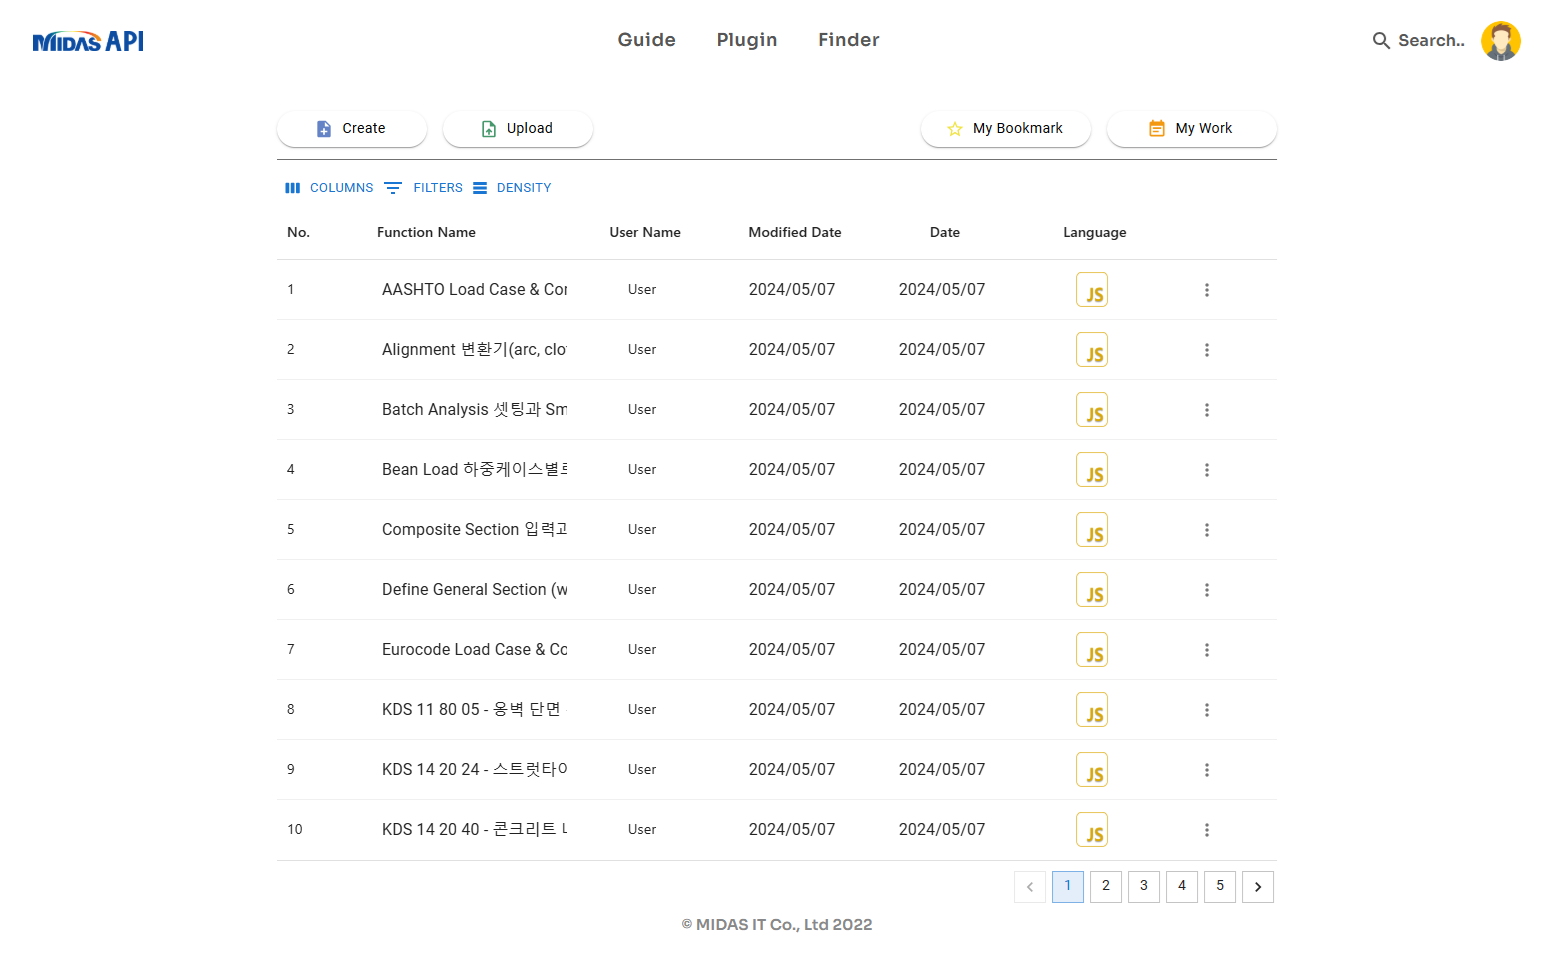 MIDAS API
Guide Plugin Finder
Search..
Create Upload My Bookmark My Work
COLUMNS FILTERS DENSITY
No. Function Name User Name Modified Date Date Language
1 AASHTO Load Case & Cor User 2024/05/07 2024/05/07 JS
2 Alignment 변환기(arc, clo User 2024/05/07 2024/05/07 JS
3 Batch Analysis 셋팅과 Sm User 2024/05/07 2024/05/07 JS
4 Bean Load 하중케이스별 User 2024/05/07 2024/05/07 JS
5 Composite Section 입력 User 2024/05/07 2024/05/07 JS
6 Define General Section (w User 2024/05/07 2024/05/07 JS
7 Eurocode Load Case & Co User 2024/05/07 2024/05/07 JS
8 KDS 11 80 05 - 옹벽 단면 User 2024/05/07 2024/05/07 JS
9 KDS 14 20 24 - 스트럿타이 User 2024/05/07 2024/05/07 JS
10 KDS 14 20 40 - 콘크리트 User 2024/05/07 2024/05/07 JS
1 2 3 4 5
© MIDAS IT Co., Ltd 2022